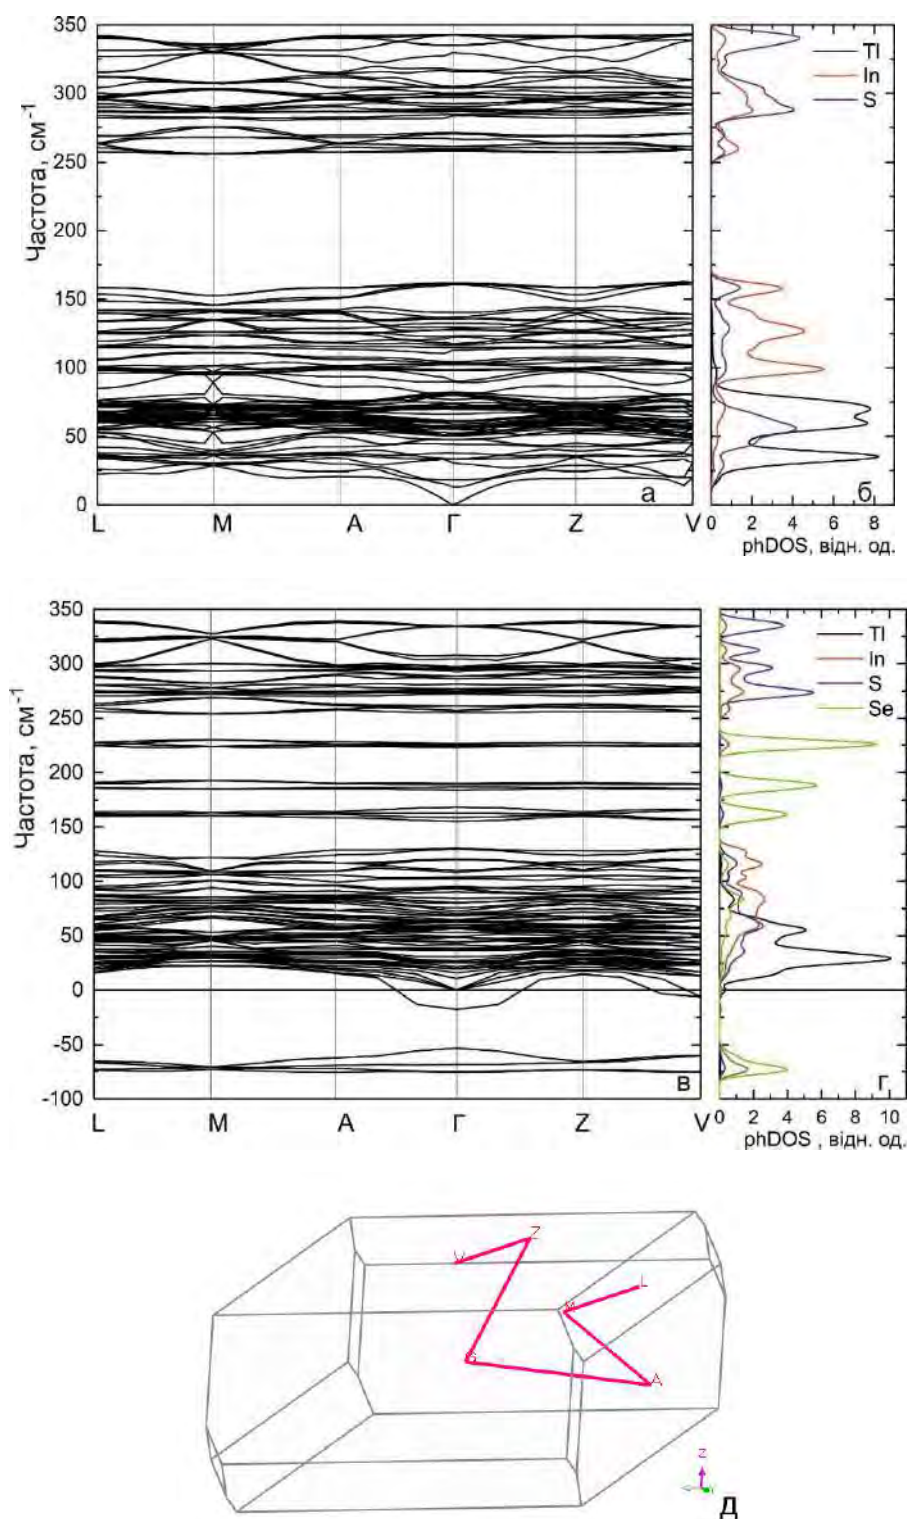 350
300
250
200
150
100
50
0
Частота, см-1
а
L M A Г Z V
Tl
In
S
б
0 2 4 6 8
phDOS, відн. од.
350
300
250
200
150
100
50
0
-50
-100
Частота, см-1
в
L M A Г Z V
Tl
In
S
Se
г
0 2 4 6 8 10
phDOS , відн. од.
Z
V
L
M
G
A
Z
Д